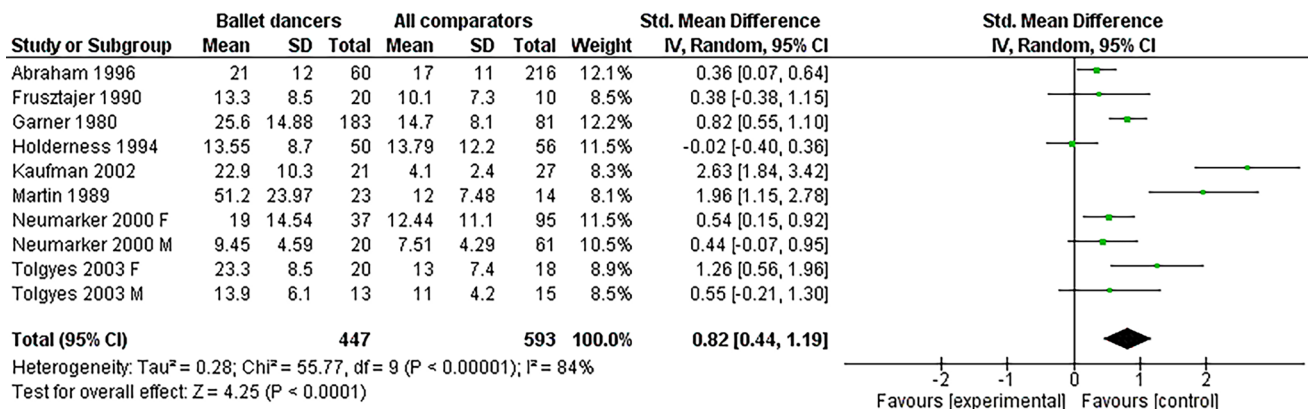 Ballet dancers All comparators Std. Mean Difference Std. Mean Difference
Study or Subgroup Mean SD Total Mean SD Total Weight IV, Random, 95% CI IV, Random, 95% CI
Abraham 1996 21 12 60 17 11 216 12.1% 0.36 [0.07, 0.64]
Frusztajer 1990 13.3 8.5 20 10.1 7.3 10 8.5% 0.38 [-0.38, 1.15]
Garner 1980 25.6 14.88 183 14.7 8.1 81 12.2% 0.82 [0.55, 1.10]
Holderness 1994 13.55 8.7 50 13.79 12.2 56 11.5% -0.02 [-0.40, 0.36]
Kaufman 2002 22.9 10.3 21 4.1 2.4 27 8.3% 2.63 [1.84, 3.42]
Martin 1989 51.2 23.97 23 12 7.48 14 8.1% 1.96 [1.15, 2.78]
Neumarker 2000 F 19 14.54 37 12.44 11.1 95 11.5% 0.54 [0.15, 0.92]
Neumarker 2000 M 9.45 4.59 20 7.51 4.29 61 10.5% 0.44 [-0.07, 0.95]
Tolgyes 2003 F 23.3 8.5 20 13 7.4 18 8.9% 1.26 [0.56, 1.96]
Tolgyes 2003 M 13.9 6.1 13 11 4.2 15 8.5% 0.55 [-0.21, 1.30]
Total (95% CI) 447 593 100.0% 0.82 [0.44, 1.19]
Heterogeneity: Tau² = 0.28; Chi² = 55.77, df = 9 (P < 0.00001); I² = 84%
Test for overall effect: Z = 4.25 (P < 0.0001)
-2 -1 0 1 2
Favours [experimental] Favours [control]